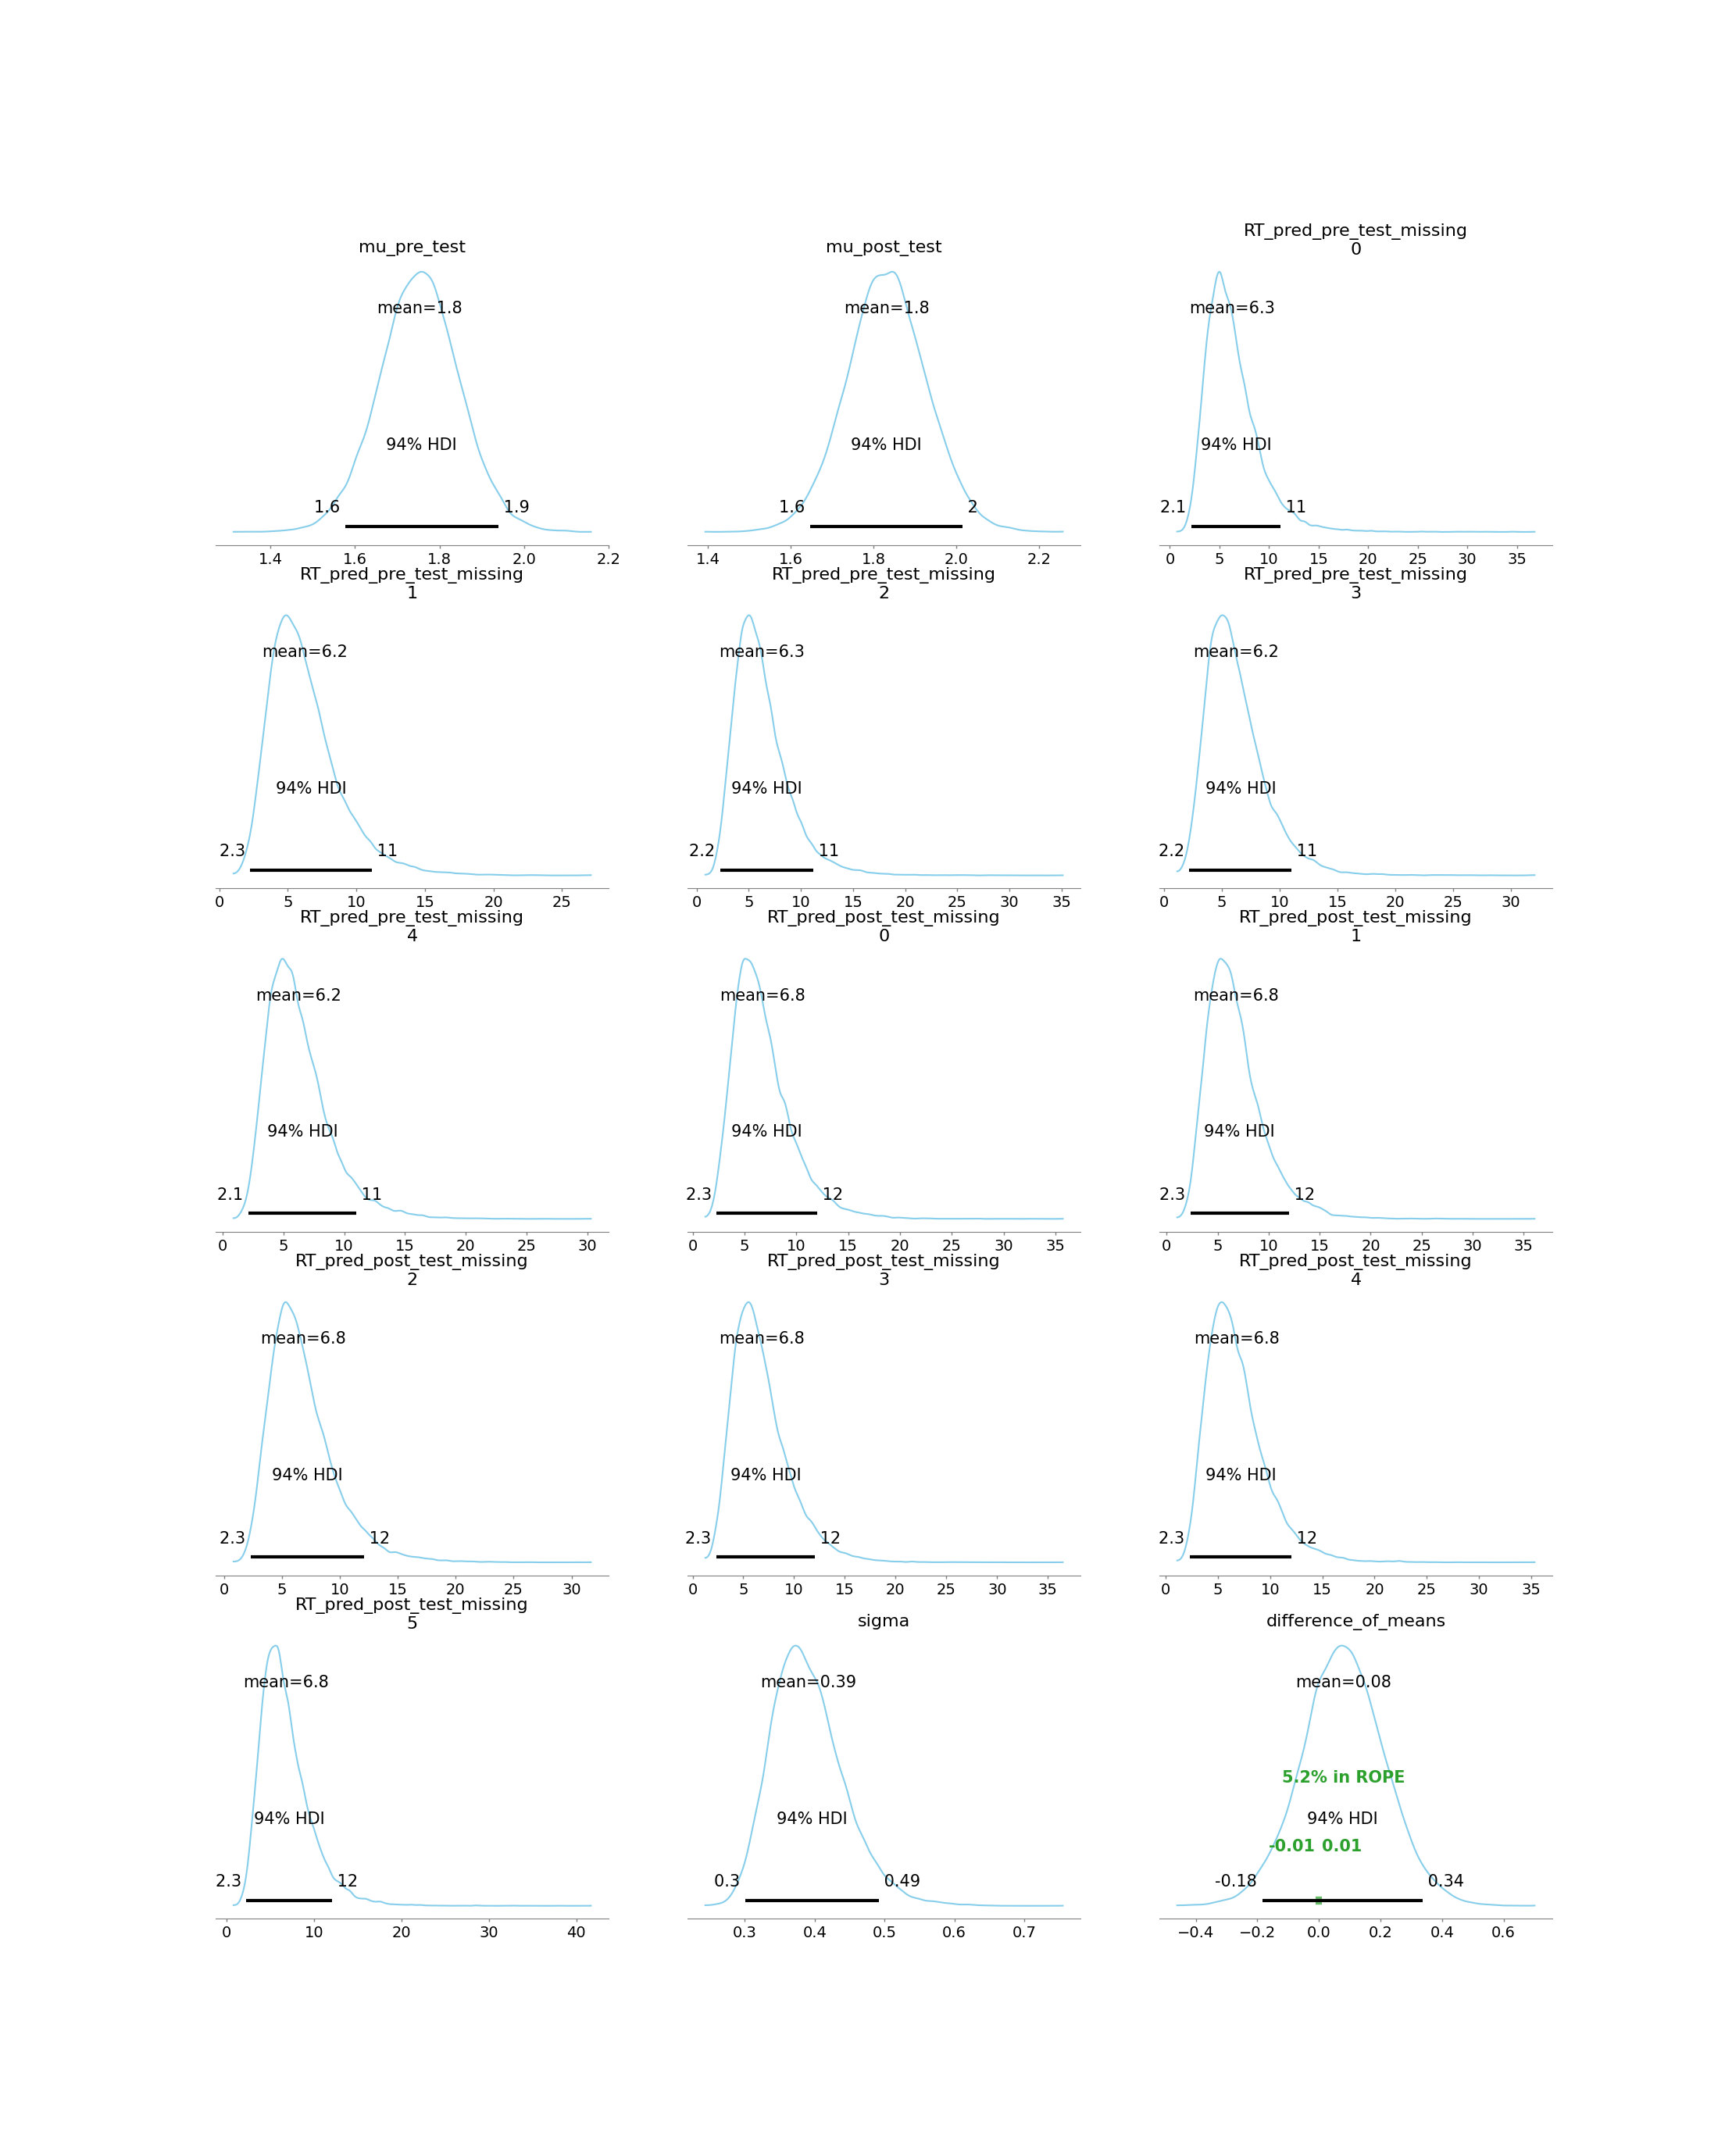 mu_pre_test
mean=1.8
94% HDI
1.6 1.9
1.4 1.6 1.8 2.0 2.2
mu_post_test
mean=1.8
94% HDI
1.6 2
1.4 1.6 1.8 2.0 2.2
RT_pred_pre_test_missing
0
mean=6.3
94% HDI
2.1 11
0 5 10 15 20 25 30 35
RT_pred_pre_test_missing
1
mean=6.2
94% HDI
2.3 11
0 5 10 15 20 25
RT_pred_pre_test_missing
2
mean=6.3
94% HDI
2.2 11
0 5 10 15 20 25 30 35
RT_pred_pre_test_missing
3
mean=6.2
94% HDI
2.2 11
0 5 10 15 20 25 30
RT_pred_pre_test_missing
4
mean=6.2
94% HDI
2.1 11
0 5 10 15 20 25 30
RT_pred_post_test_missing
0
mean=6.8
94% HDI
2.3 12
0 5 10 15 20 25 30 35
RT_pred_post_test_missing
1
mean=6.8
94% HDI
2.3 12
0 5 10 15 20 25 30 35
RT_pred_post_test_missing
2
mean=6.8
94% HDI
2.3 12
0 5 10 15 20 25 30
RT_pred_post_test_missing
3
mean=6.8
94% HDI
2.3 12
0 5 10 15 20 25 30 35
RT_pred_post_test_missing
4
mean=6.8
94% HDI
2.3 12
0 5 10 15 20 25 30 35
RT_pred_post_test_missing
5
mean=6.8
94% HDI
2.3 12
0 10 20 30 40
sigma
mean=0.39
94% HDI
0.3 0.49
0.3 0.4 0.5 0.6 0.7
difference_of_means
mean=0.08
5.2% in ROPE
94% HDI
-0.01 0.01
-0.18 0.34
−0.4 −0.2 0.0 0.2 0.4 0.6